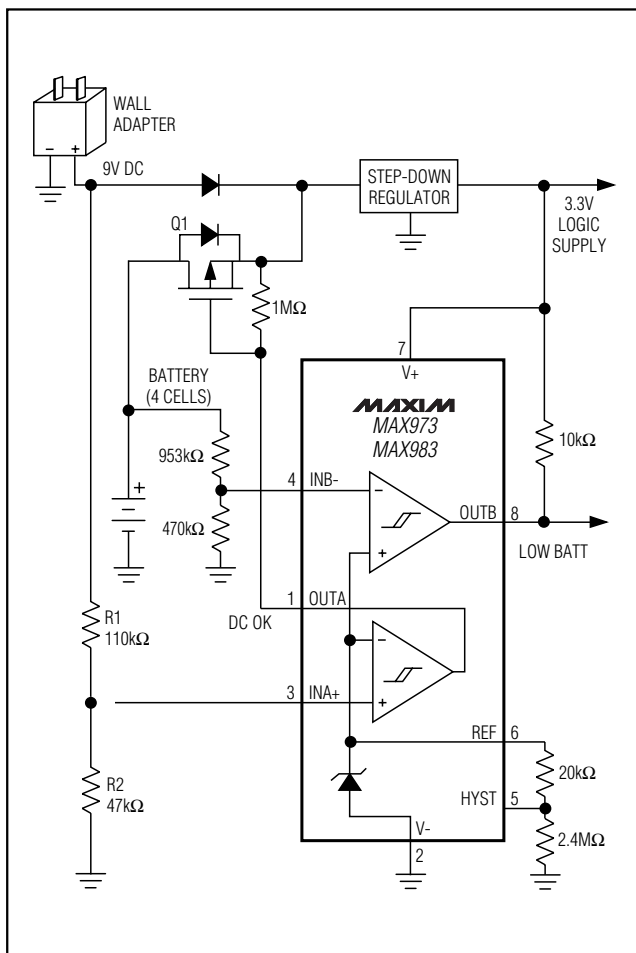 WALL
ADAPTER
−
+
9V DC
STEP-DOWN
REGULATOR
3.3V
LOGIC
SUPPLY
Q1
1MΩ
7
V+
BATTERY
(4 CELLS)
MAXIM
MAX973
MAX983
10kΩ
953kΩ
4
INB-
−
+
OUTB
8
LOW BATT
470kΩ
+
1
OUTA
DC OK
−
+
R1
110kΩ
3
INA+
REF
6
20kΩ
HYST
5
R2
47kΩ
V-
2
2.4MΩ